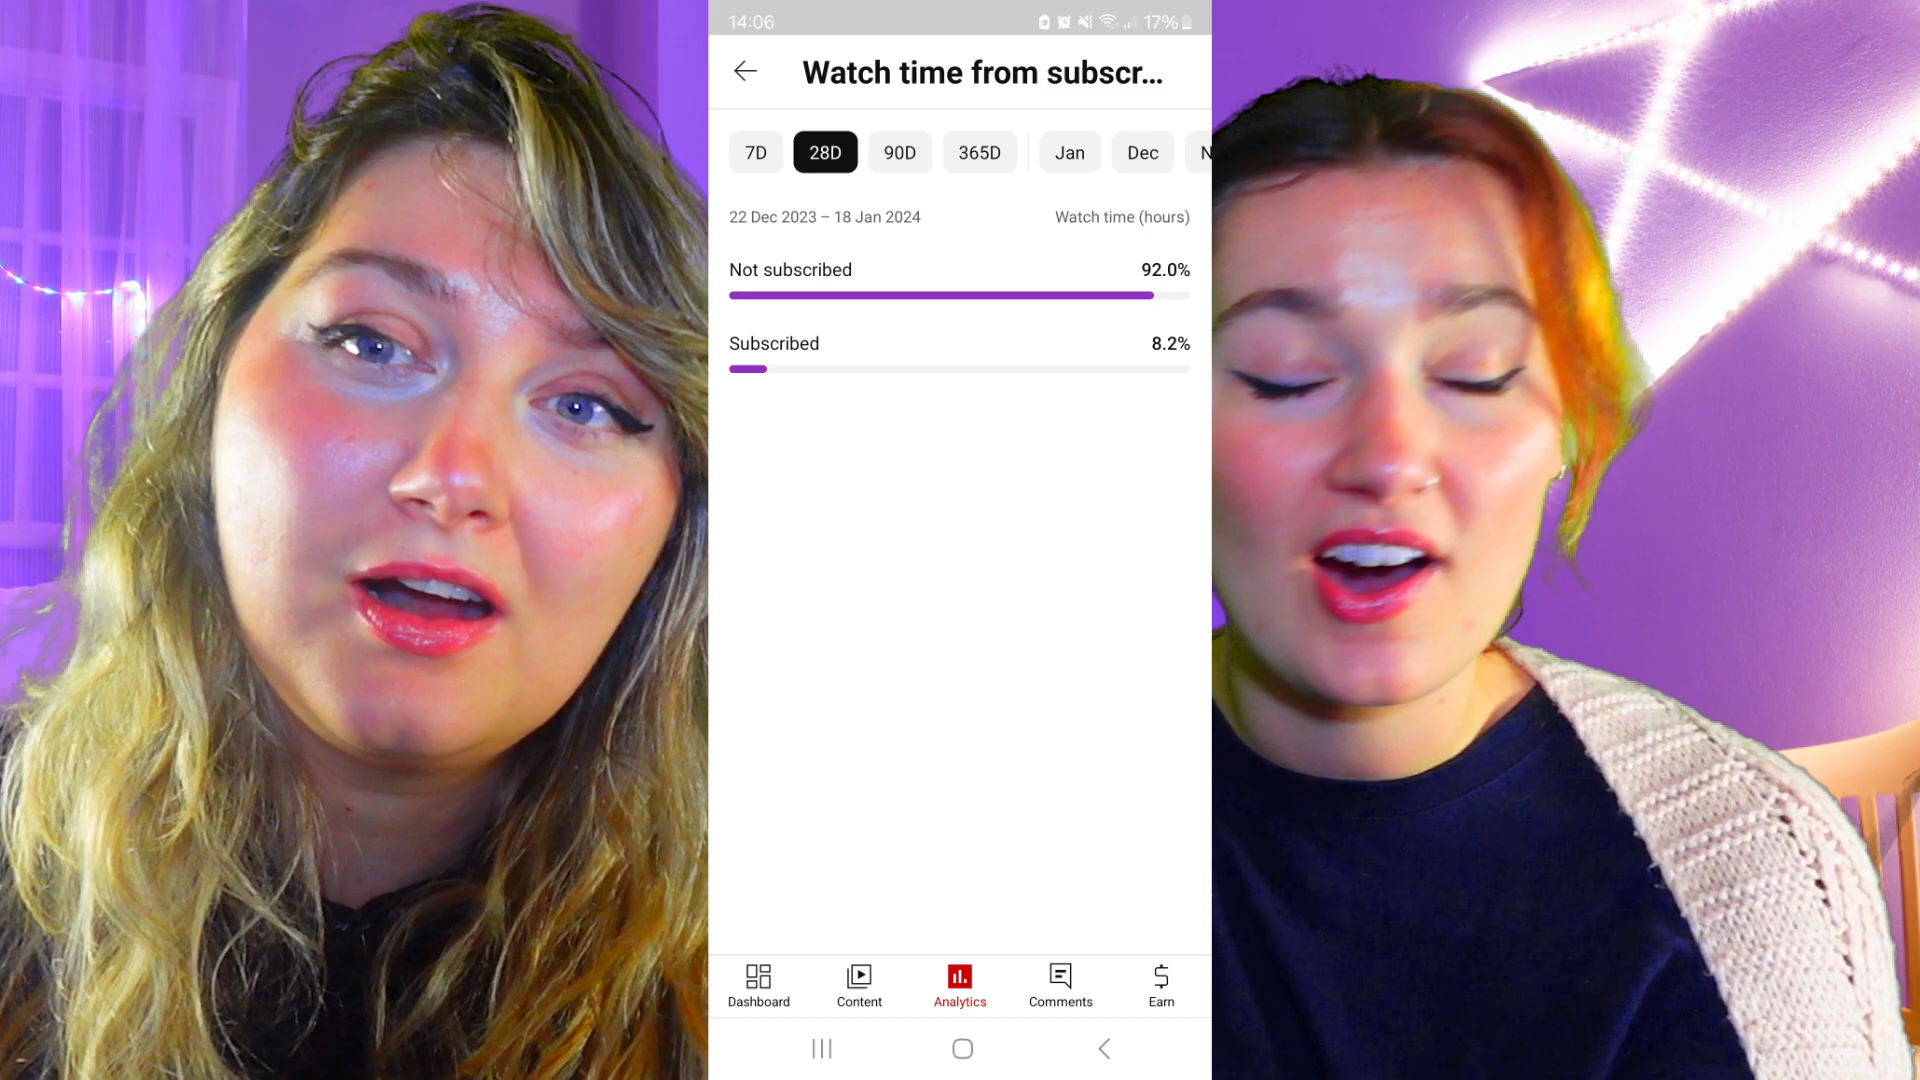 14:06 17%
Watch time from subscr...
7D 28D 90D 365D Jan Dec N
22 Dec 2023 – 18 Jan 2024 Watch time (hours)
Not subscribed 92.0%
Subscribed 8.2%
Dashboard Content Analytics Comments Earn